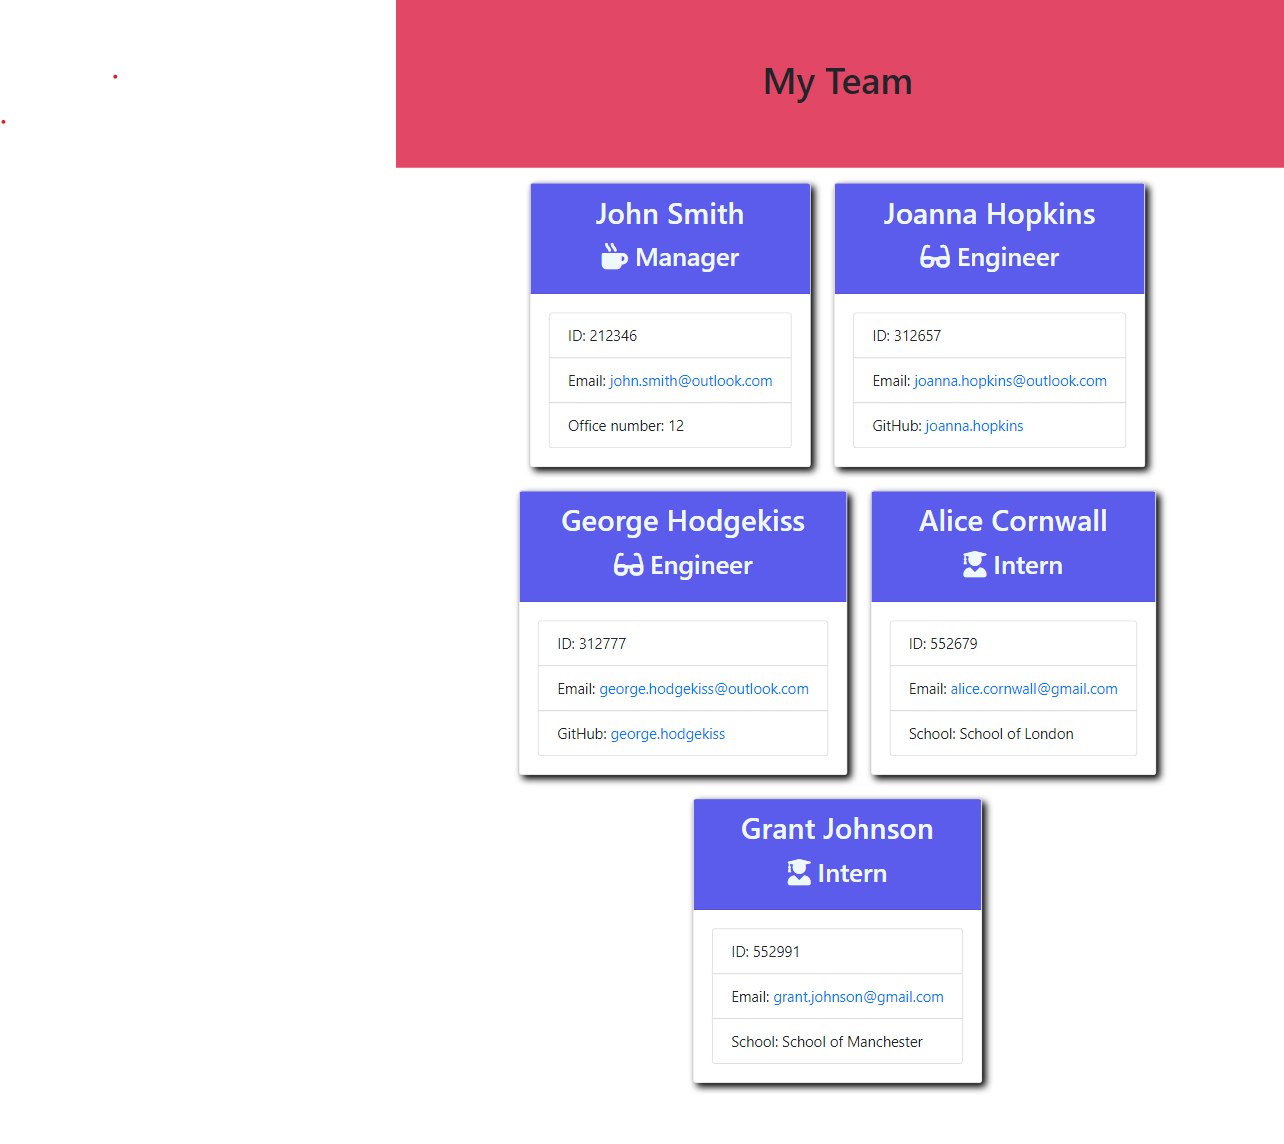 My Team
John Smith
Manager
ID: 212346
Email: john.smith@outlook.com
Office number: 12
Joanna Hopkins
Engineer
ID: 312657
Email: joanna.hopkins@outlook.com
GitHub: joanna.hopkins
George Hodgekiss
Engineer
ID: 312777
Email: george.hodgekiss@outlook.com
GitHub: george.hodgekiss
Alice Cornwall
Intern
ID: 552679
Email: alice.cornwall@gmail.com
School: School of London
Grant Johnson
Intern
ID: 552991
Email: grant.johnson@gmail.com
School: School of Manchester